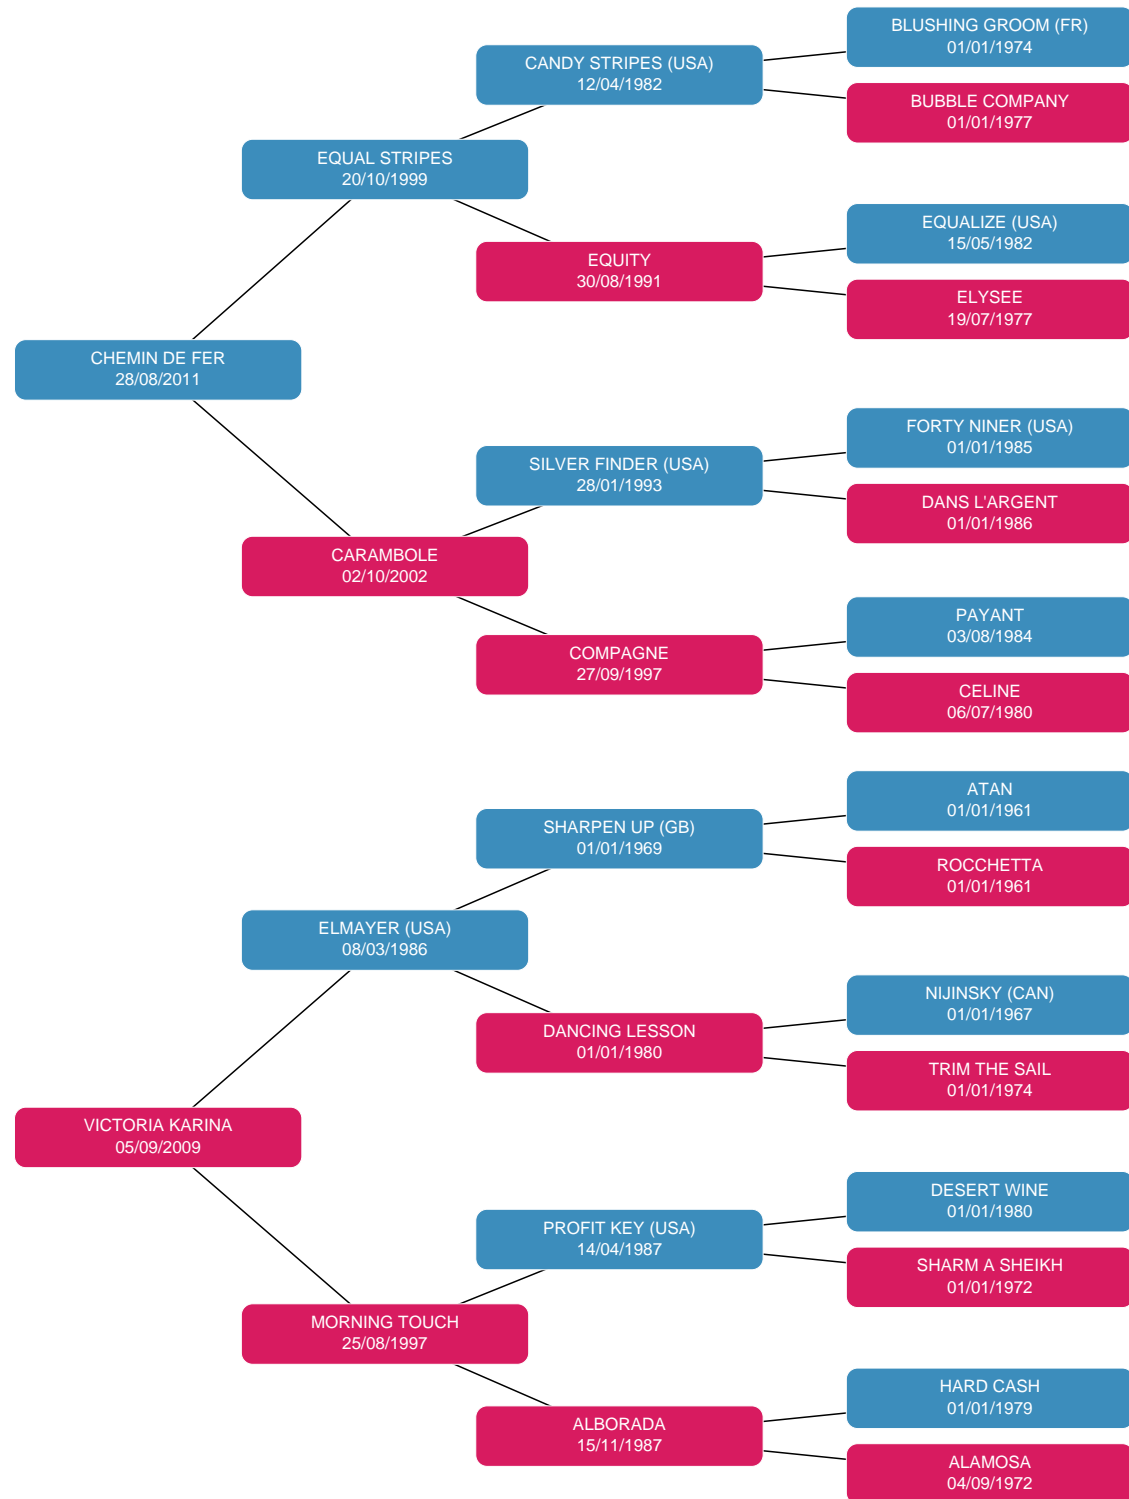 BLUSHING GROOM (FR)
01/01/1974
CANDY STRIPES (USA)
12/04/1982
BUBBLE COMPANY
01/01/1977
EQUAL STRIPES
20/10/1999
EQUALIZE (USA)
15/05/1982
EQUITY
30/08/1991
ELYSEE
19/07/1977
CHEMIN DE FER
28/08/2011
FORTY NINER (USA)
01/01/1985
SILVER FINDER (USA)
28/01/1993
DANS L'ARGENT
01/01/1986
CARAMBOLE
02/10/2002
PAYANT
03/08/1984
COMPAGNE
27/09/1997
CELINE
06/07/1980
ATAN
01/01/1961
SHARPEN UP (GB)
01/01/1969
ROCCHETTA
01/01/1961
ELMAYER (USA)
08/03/1986
NIJINSKY (CAN)
01/01/1967
DANCING LESSON
01/01/1980
TRIM THE SAIL
01/01/1974
VICTORIA KARINA
05/09/2009
DESERT WINE
01/01/1980
PROFIT KEY (USA)
14/04/1987
SHARM A SHEIKH
01/01/1972
MORNING TOUCH
25/08/1997
HARD CASH
01/01/1979
ALBORADA
15/11/1987
ALAMOSA
04/09/1972